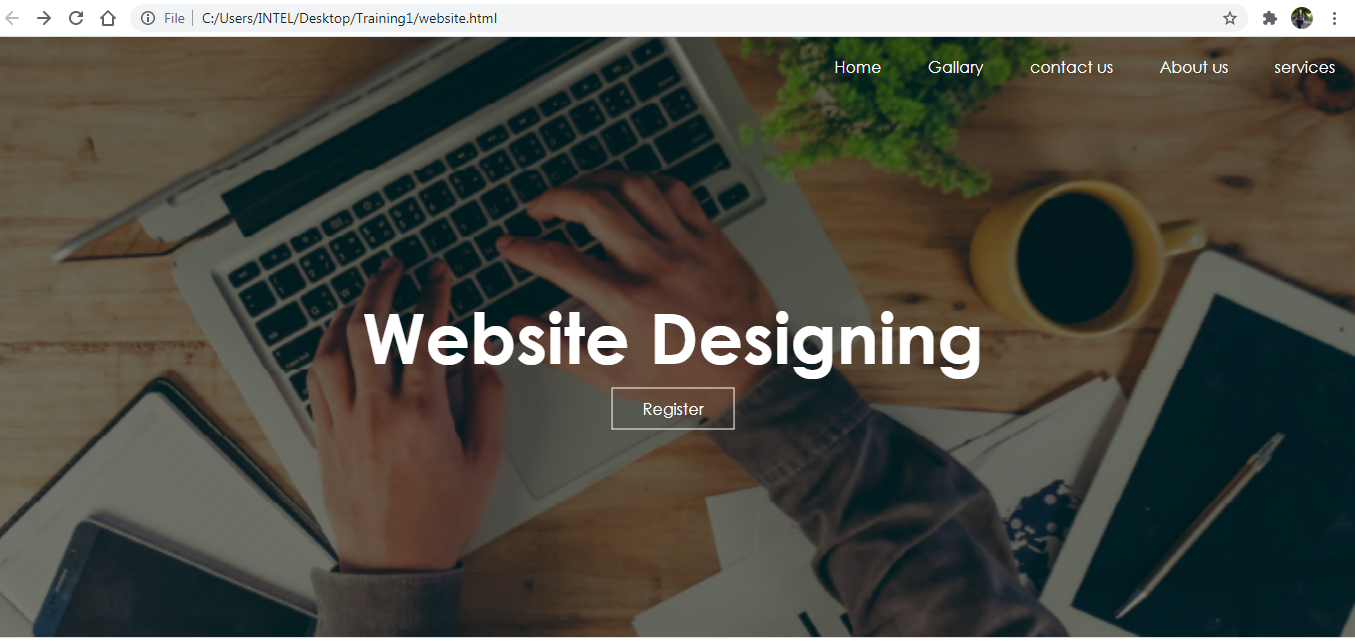 File C:/Users/INTEL/Desktop/Training1/website.html
Home Gallary contact us About us services
Website Designing
Register